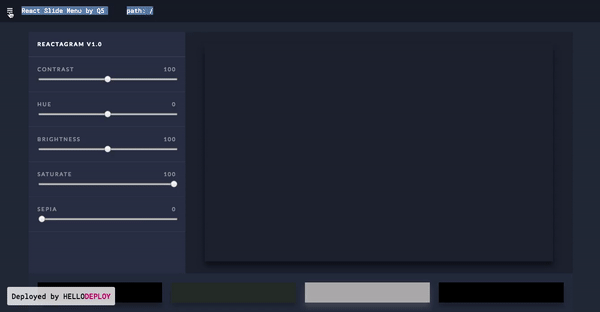 React Slide Menu by Q5 path: /
REACTAGRAM V1.0
CONTRAST 100
HUE 0
BRIGHTNESS 100
SATURATE 100
SEPIA 0
Deployed by HELLODEPLOY